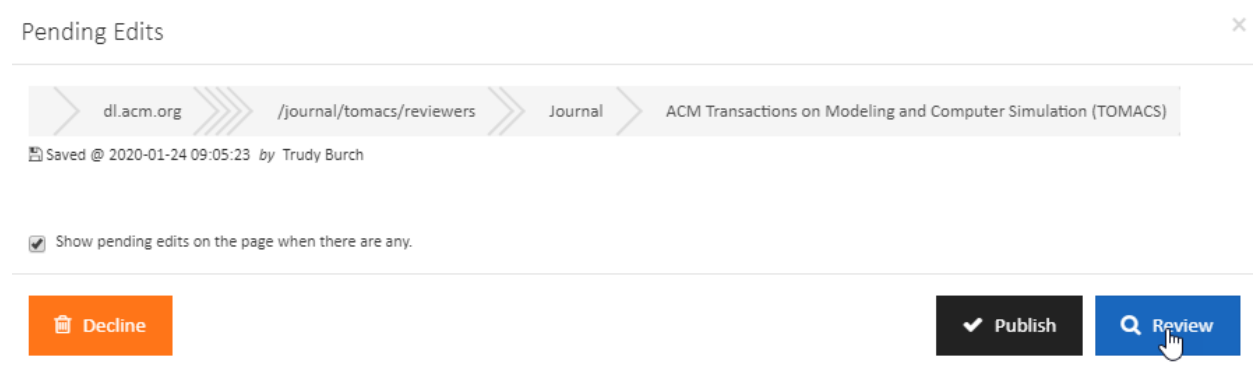 Pending Edits
dl.acm.org /journal/tomacs/reviewers Journal ACM Transactions on Modeling and Computer Simulation (TOMACS)
Saved @ 2020-01-24 09:05:23 by Trudy Burch
Show pending edits on the page when there are any.
Decline Publish Review